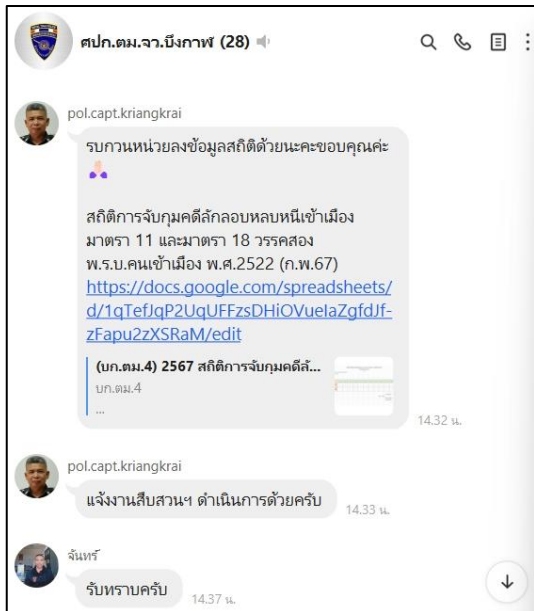 ศปก.ตม.จว.บึงกาฬ (28)
pol.capt.kriangkrai
รบกวนหน่วยลงข้อมูลสถิติด้วยนะคะขอบคุณค่ะ
🙏🏻
สถิติการจับกุมคดีลักลอบหลบหนีเข้าเมือง
มาตรา 11 และมาตรา 18 วรรคสอง
พ.ร.บ.คนเข้าเมือง พ.ศ.2522 (ก.พ.67)
https://docs.google.com/spreadsheets/
d/1qTefJqP2UqUFFzsDHiOVueIaZgfdJf-
zFapu2zXSRaM/edit
(บก.ตม.4) 2567 สถิติการจับกุมคดีลั...
บก.ตม.4
...
14.32 น.
pol.capt.kriangkrai
แจ้งงานสืบสวนฯ ดำเนินการด้วยครับ
14.33 น.
จันทร์
รับทราบครับ
14.37 น.